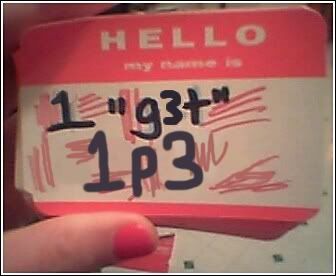 HELLO
my name is
1 "g3t"
1p3